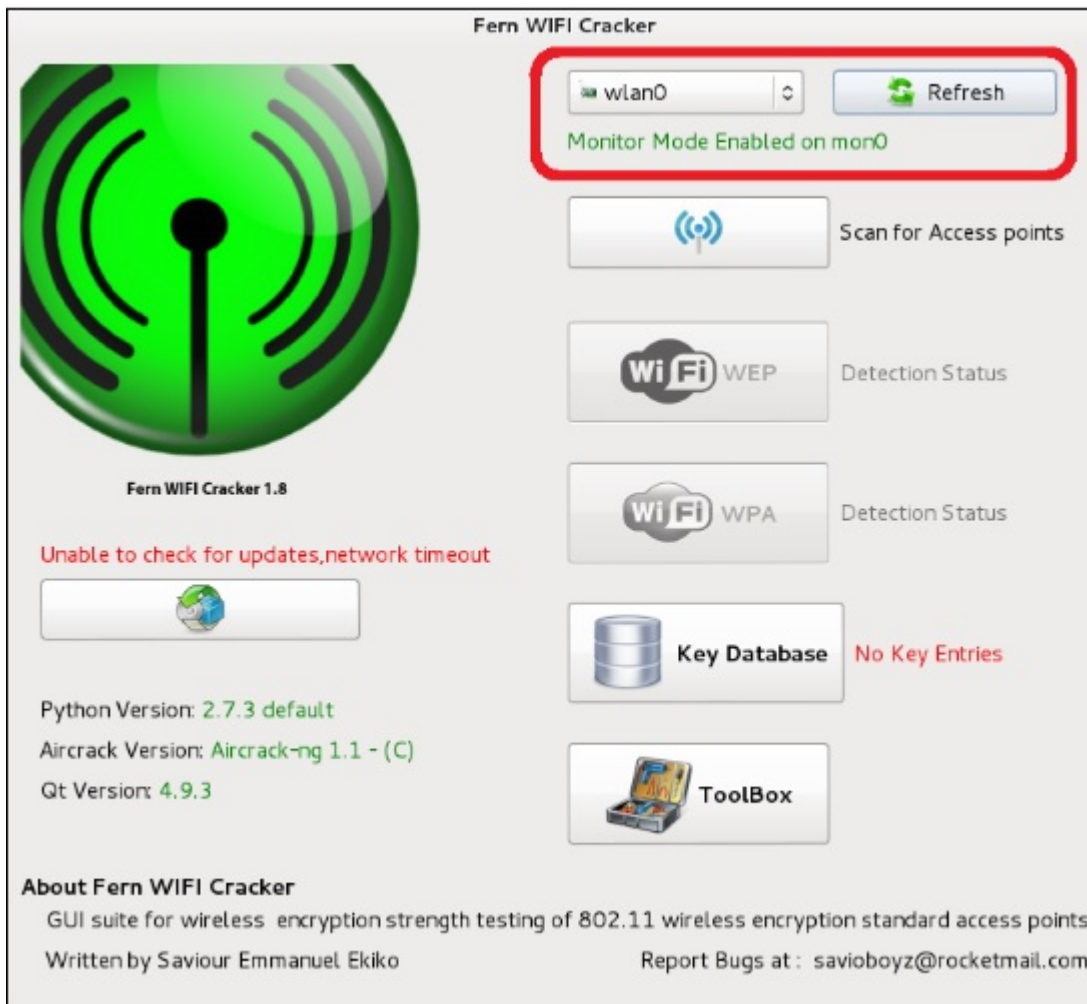 Fern WIFI Cracker
wlan0
Refresh
Monitor Mode Enabled on mon0
Scan for Access points
WiFi WEP
Detection Status
Fern WIFI Cracker 1.8
WiFi WPA
Detection Status
Unable to check for updates,network timeout
Key Database
No Key Entries
Python Version: 2.7.3 default
Aircrack Version: Aircrack-ng 1.1 - (C)
Qt Version: 4.9.3
ToolBox
About Fern WIFI Cracker
GUI suite for wireless encryption strength testing of 802.11 wireless encryption standard access points
Written by Saviour Emmanuel Ekiko
Report Bugs at : savioboyz@rocketmail.com